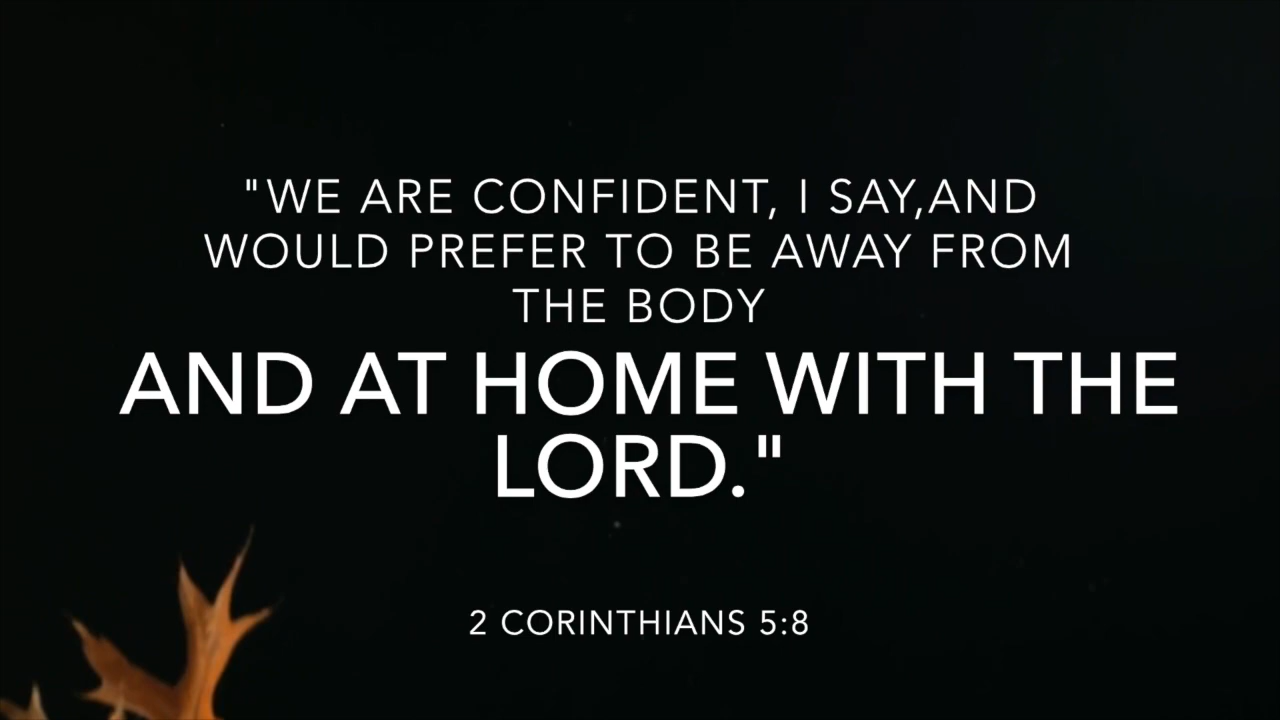 "WE ARE CONFIDENT, I SAY,AND
WOULD PREFER TO BE AWAY FROM
THE BODY
AND AT HOME WITH THE
LORD."
2 CORINTHIANS 5:8